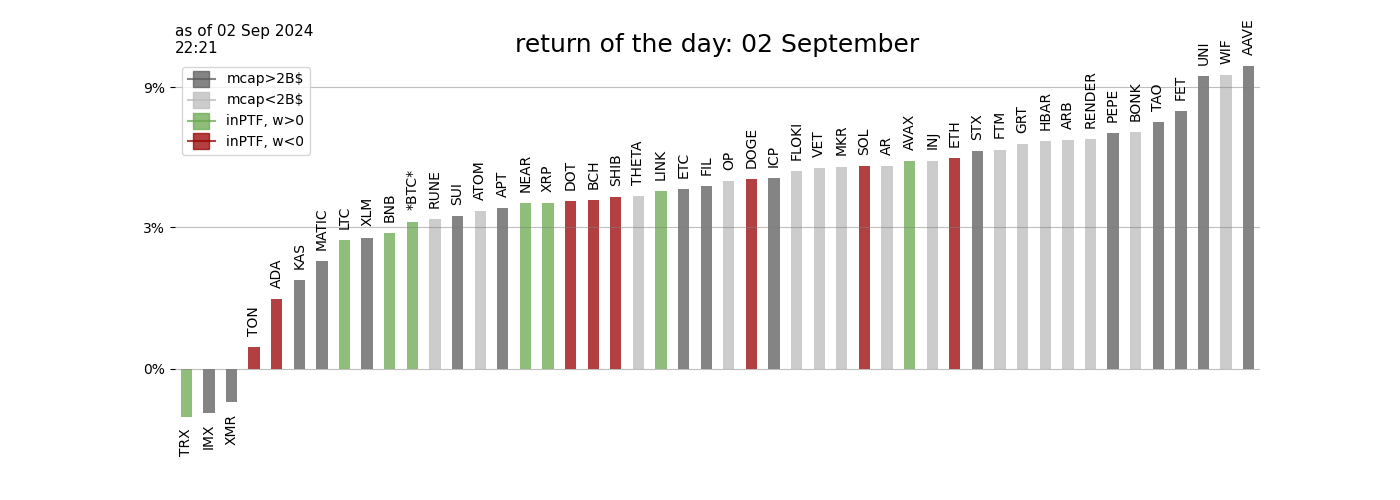 as of 02 Sep 2024
22:21
return of the day: 02 September
mcap>2B$
mcap<2B$
inPTF, w>0
inPTF, w<0
9%
3%
0%
TRX
IMX
XMR
TON
ADA
KAS
MATIC
LTC
XLM
BNB
*BTC*
RUNE
SUI
ATOM
APT
NEAR
XRP
DOT
BCH
SHIB
THETA
LINK
ETC
FIL
OP
DOGE
ICP
FLOKI
VET
MKR
SOL
AR
AVAX
INJ
ETH
STX
FTM
GRT
HBAR
ARB
RENDER
PEPE
BONK
TAO
FET
UNI
WIF
AAVE